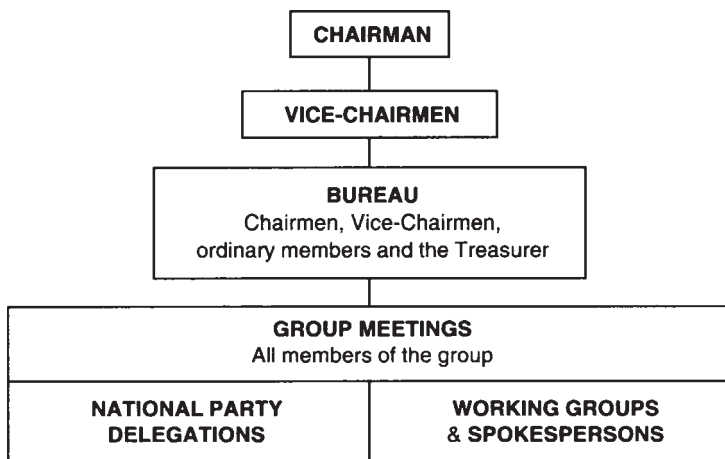 CHAIRMAN
VICE-CHAIRMEN
BUREAU
Chairmen, Vice-Chairmen,
ordinary members and the Treasurer
GROUP MEETINGS
All members of the group
NATIONAL PARTY
DELEGATIONS
WORKING GROUPS
& SPOKESPERSONS